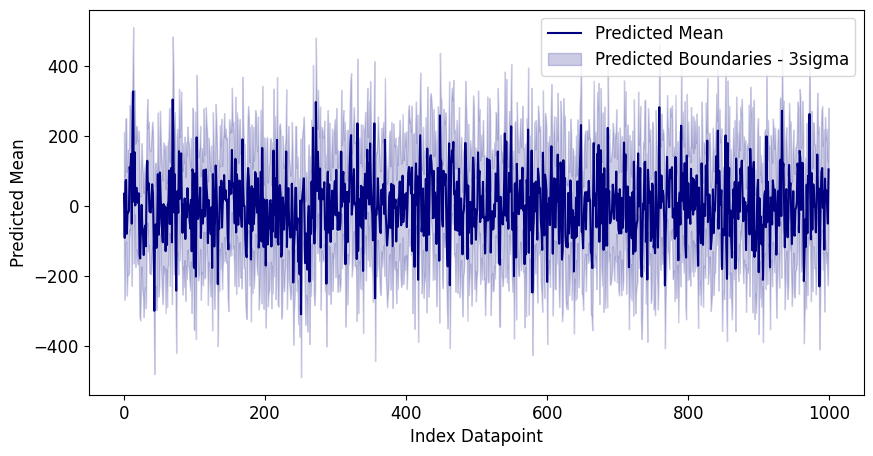 Predicted Mean
Predicted Boundaries - 3sigma
Predicted Mean
400
200
0
−200
−400
0
200
400
600
800
1000
Index Datapoint